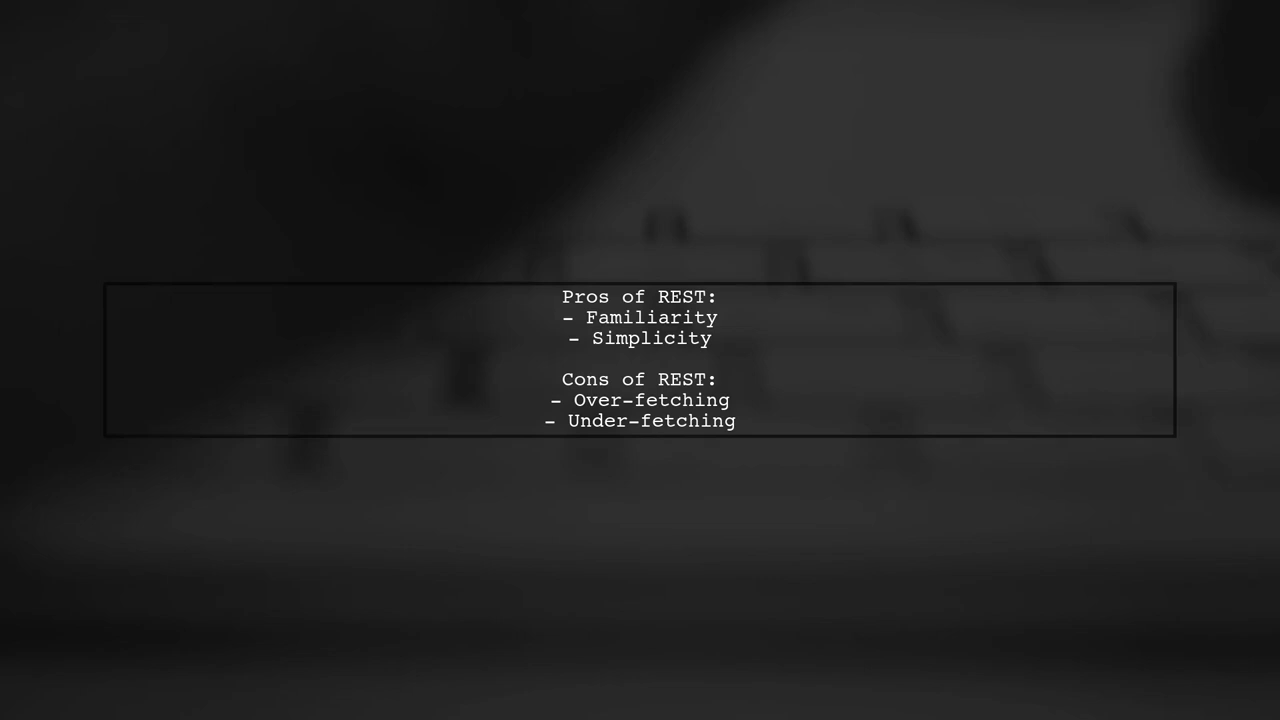 Pros of REST:
- Familiarity
- Simplicity
Cons of REST:
- Over-fetching
- Under-fetching